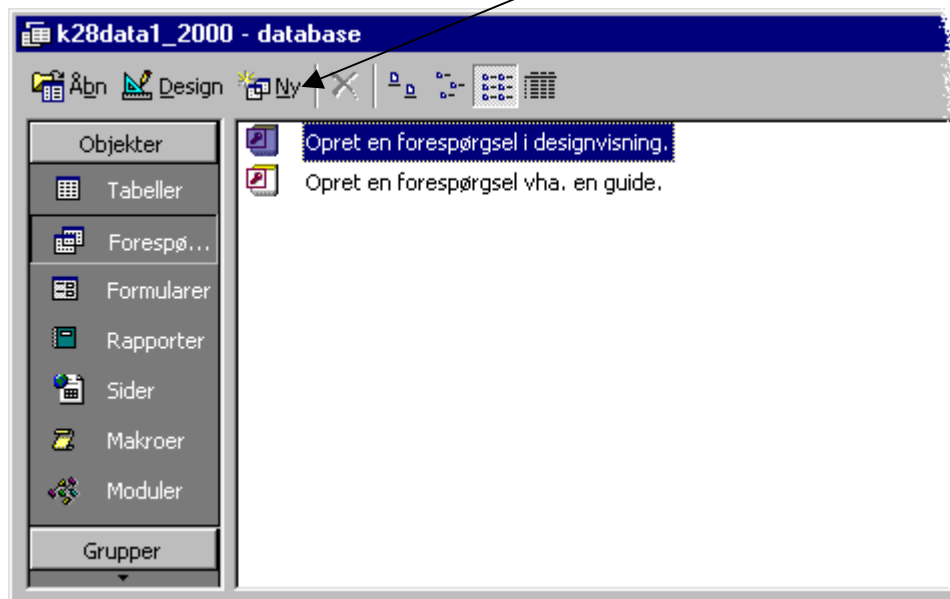 k28data1_2000 - database
Åbn Design Ny
Objekter
Tabeller
Forespø...
Formularer
Rapporter
Sider
Makroer
Moduler
Grupper
Opret en forespørgsel i designvisning.
Opret en forespørgsel vha. en guide.